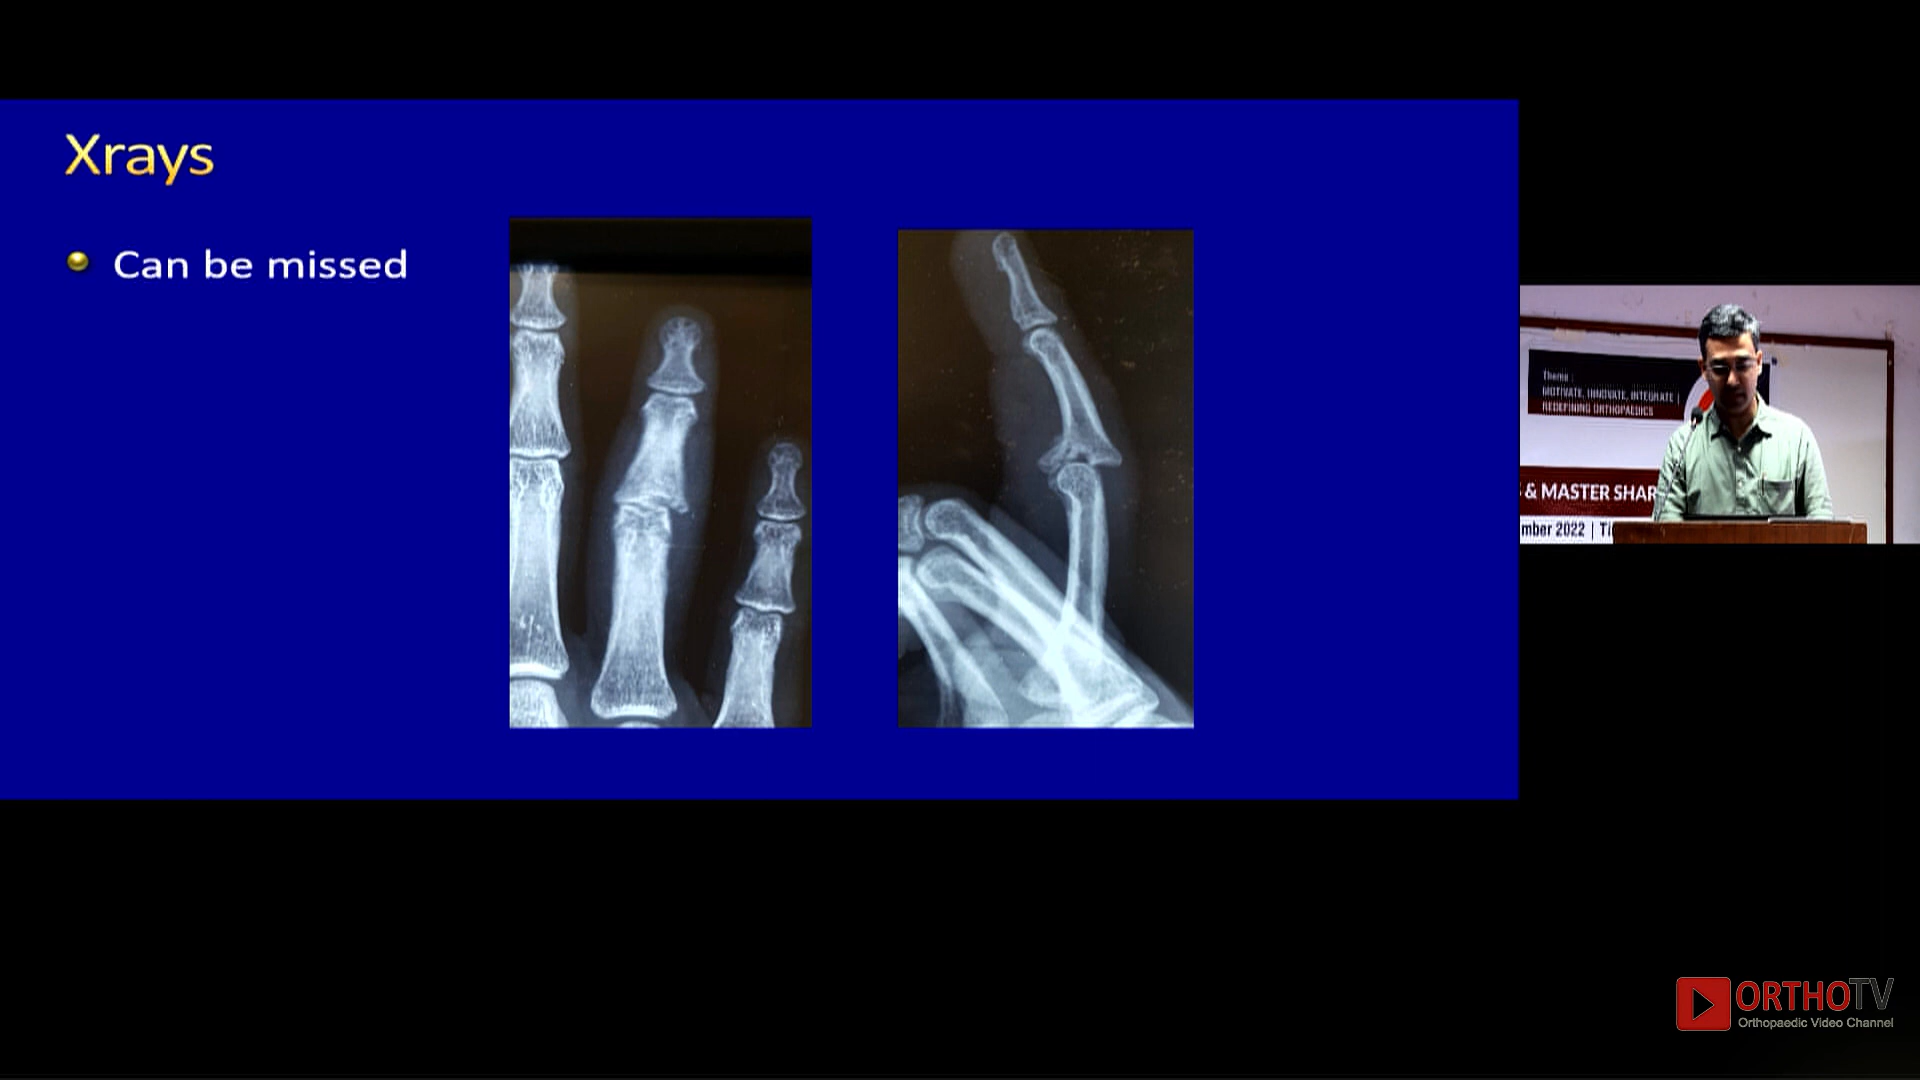 Xrays
Can be missed
Theme :
MOTIVATE, INNOVATE, INTEGRATE |
REDEFINING ORTHOPAEDICS
& MASTER SHAR
mber 2022 | Ti
ORTHOTV
Orthopaedic Video Channel